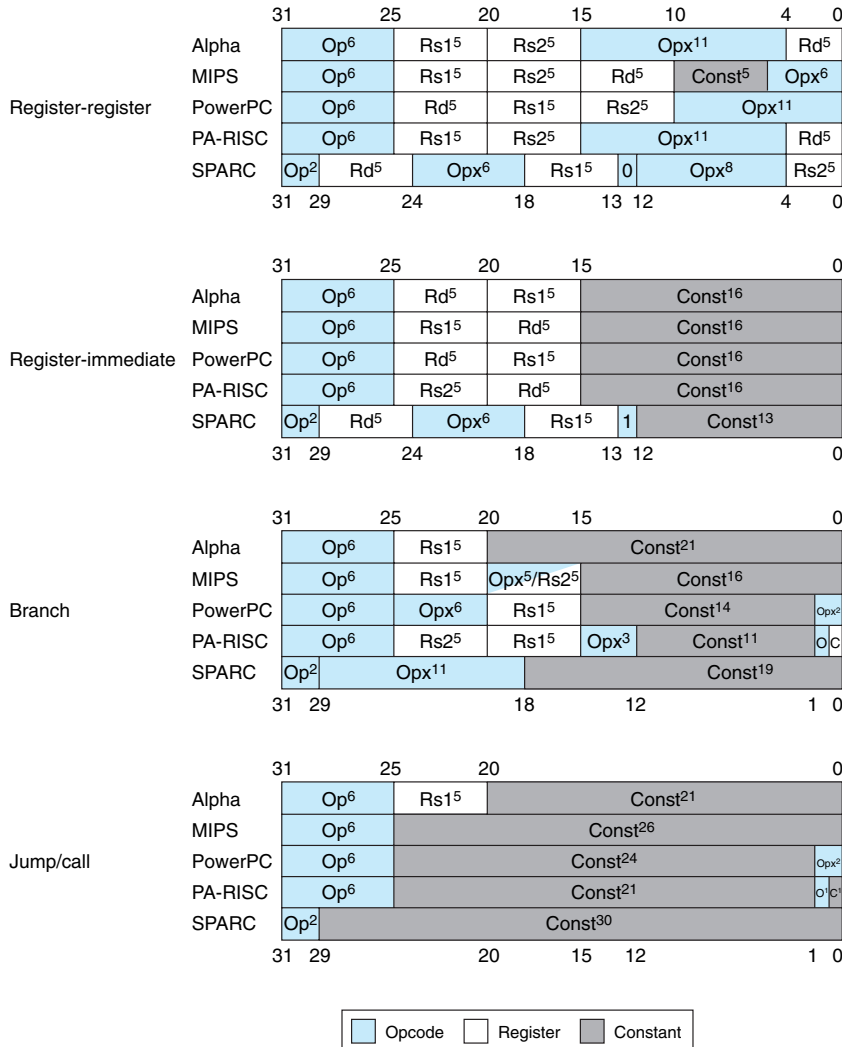 31 25 20 15 10 4 0
Alpha Op⁶ Rs1⁵ Rs2⁵ Opx¹¹ Rd⁵
MIPS Op⁶ Rs1⁵ Rs2⁵ Rd⁵ Const⁵ Opx⁶
Register-register PowerPC Op⁶ Rd⁵ Rs1⁵ Rs2⁵ Opx¹¹
PA-RISC Op⁶ Rs1⁵ Rs2⁵ Opx¹¹ Rd⁵
SPARC Op² Rd⁵ Opx⁶ Rs1⁵ 0 Opx⁸ Rs2⁵
31 29 24 18 13 12 4 0
31 25 20 15 0
Alpha Op⁶ Rd⁵ Rs1⁵ Const¹⁶
MIPS Op⁶ Rs1⁵ Rd⁵ Const¹⁶
Register-immediate PowerPC Op⁶ Rd⁵ Rs1⁵ Const¹⁶
PA-RISC Op⁶ Rs2⁵ Rd⁵ Const¹⁶
SPARC Op² Rd⁵ Opx⁶ Rs1⁵ 1 Const¹³
31 29 24 18 13 12 0
31 25 20 15 0
Alpha Op⁶ Rs1⁵ Const²¹
MIPS Op⁶ Rs1⁵ Opx⁵/Rs2⁵ Const¹⁶
Branch PowerPC Op⁶ Opx⁶ Rs1⁵ Const¹⁴ Opx²
PA-RISC Op⁶ Rs2⁵ Rs1⁵ Opx³ Const¹¹ O C
SPARC Op² Opx¹¹ Const¹⁹
31 29 18 12 1 0
31 25 20 0
Alpha Op⁶ Rs1⁵ Const²¹
MIPS Op⁶ Const²⁶
Jump/call PowerPC Op⁶ Const²⁴ Opx²
PA-RISC Op⁶ Const²¹ O¹ C¹
SPARC Op² Const³⁰
31 29 20 15 12 1 0
Opcode Register Constant